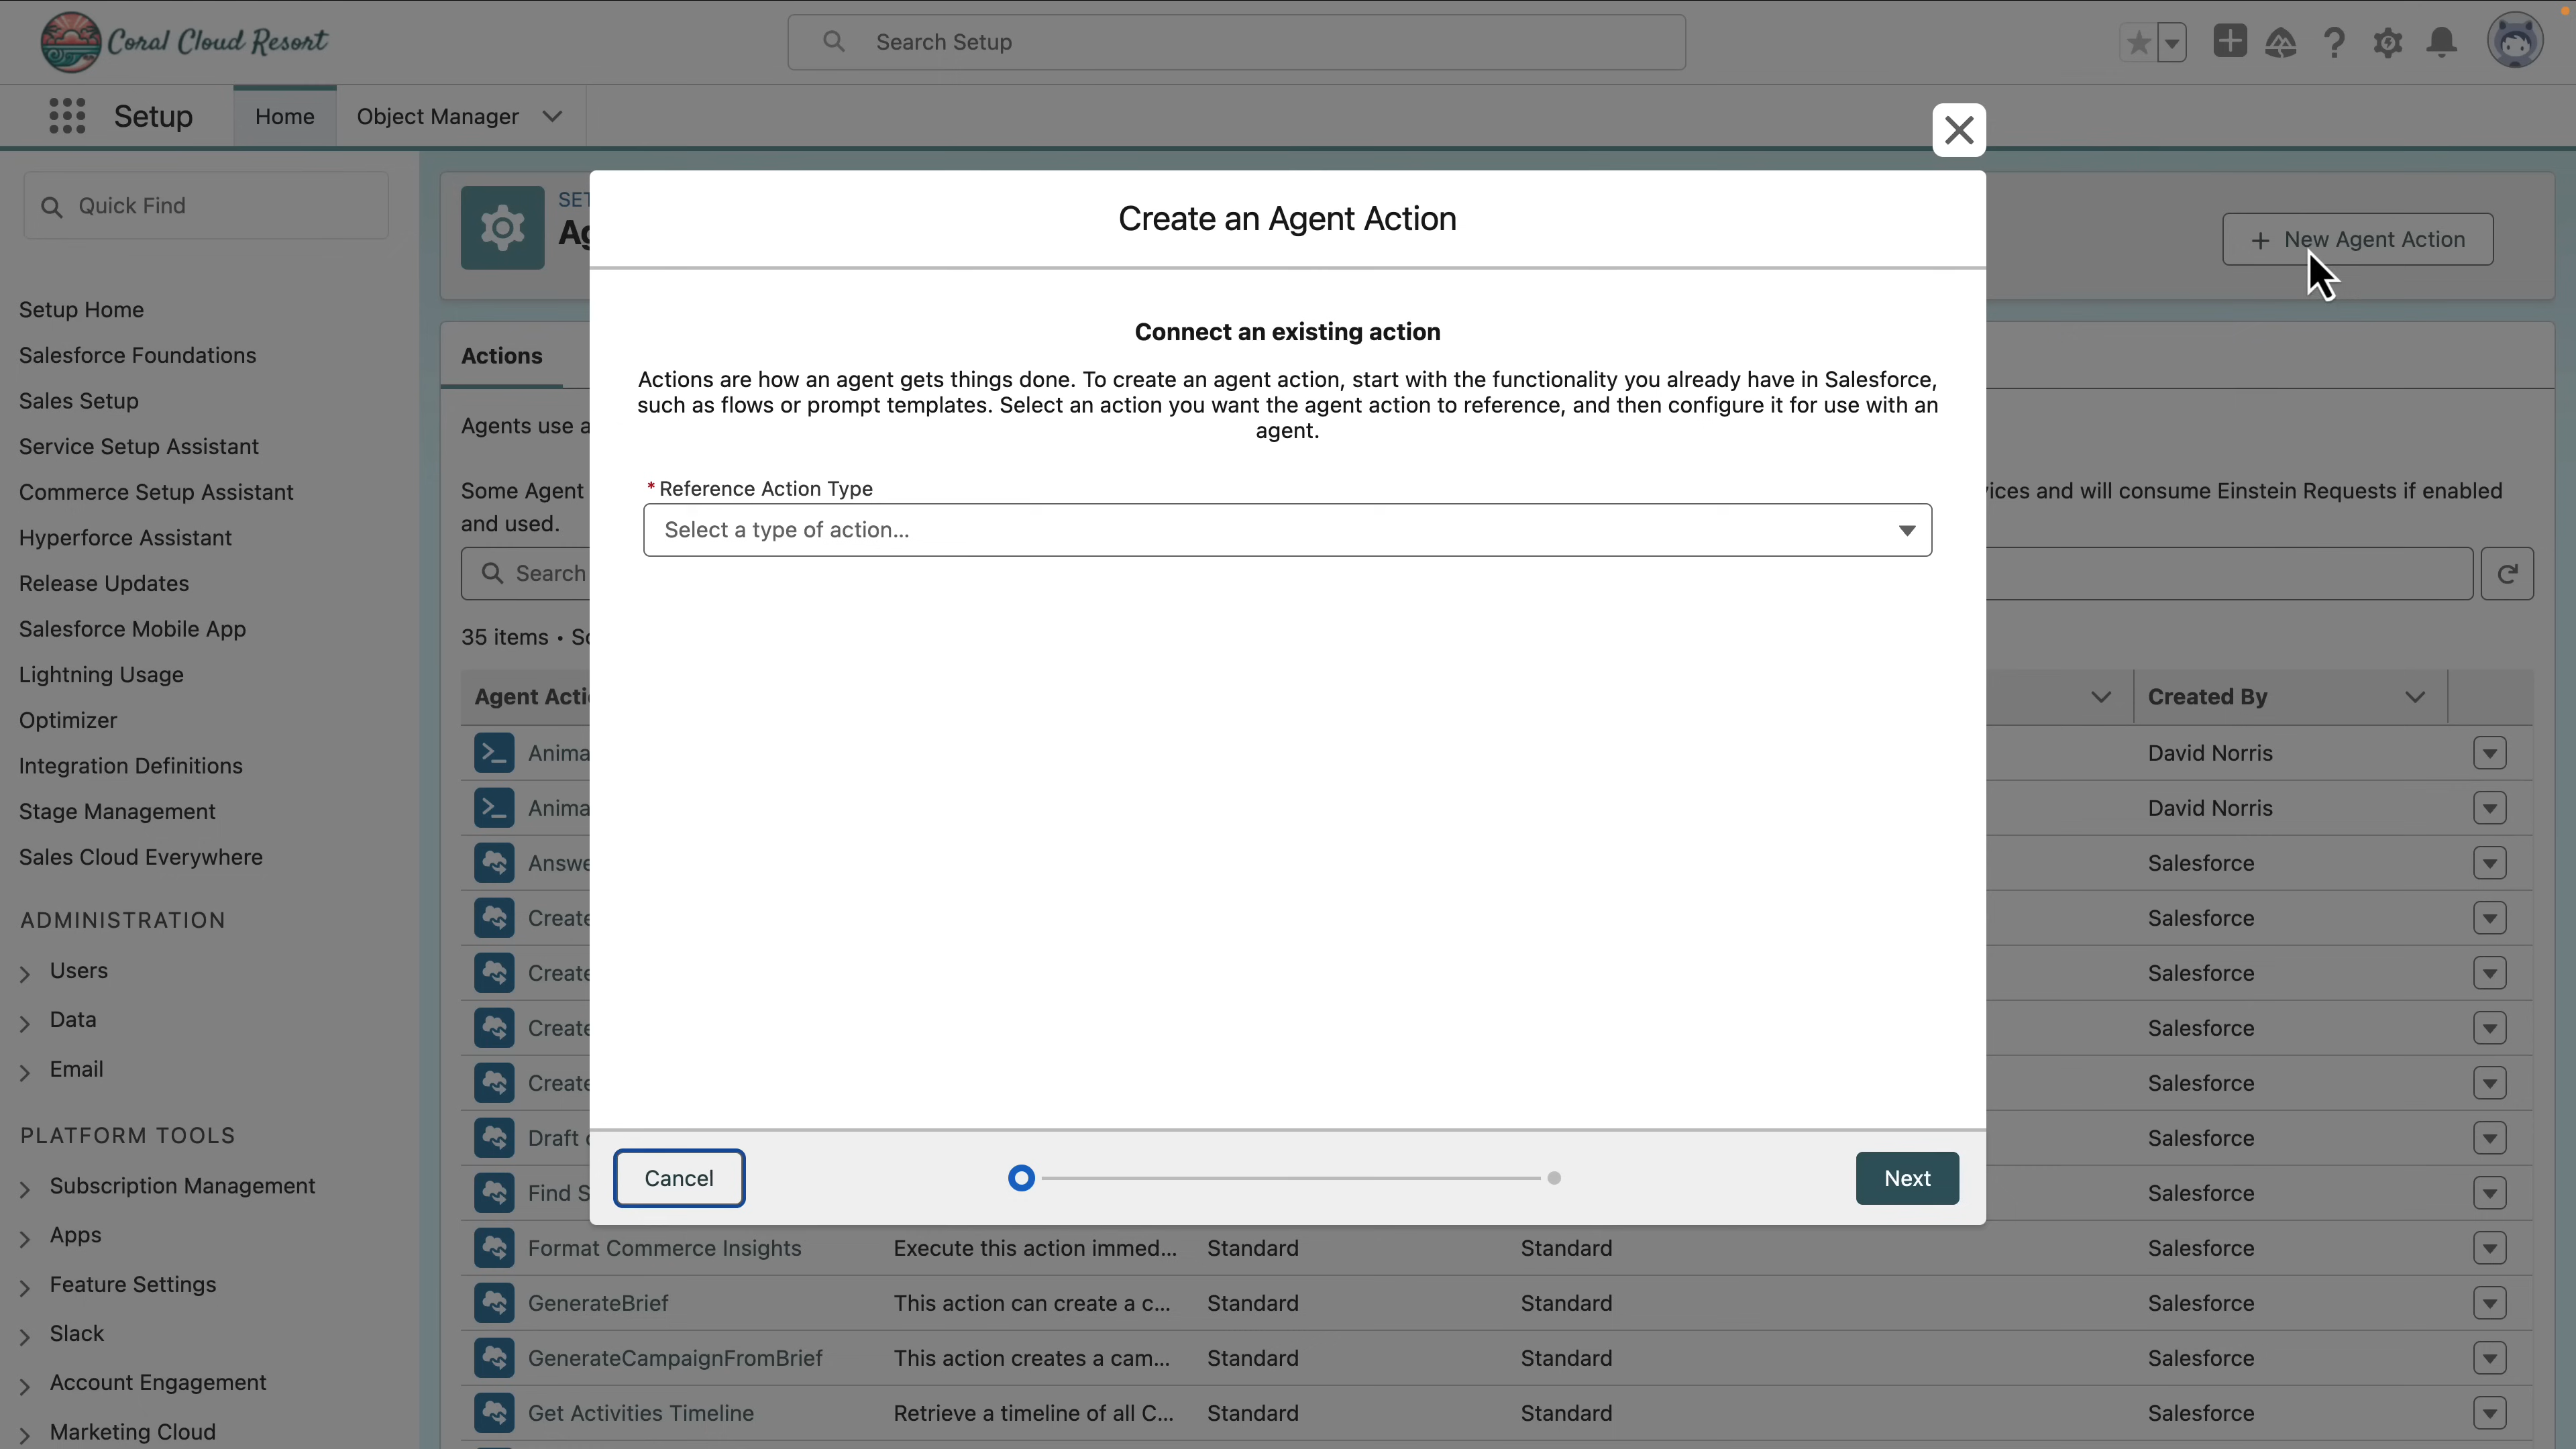 Coral Cloud Resort
Search Setup
Setup
Home
Object Manager
Quick Find
Setup Home
Salesforce Foundations
Sales Setup
Service Setup Assistant
Commerce Setup Assistant
Hyperforce Assistant
Release Updates
Salesforce Mobile App
Lightning Usage
Optimizer
Integration Definitions
Stage Management
Sales Cloud Everywhere
ADMINISTRATION
Users
Data
Email
PLATFORM TOOLS
Subscription Management
Apps
Feature Settings
Slack
Account Engagement
Marketing Cloud
New Agent Action
Actions
Agents use
Some Agent
ices and will consume Einstein Requests if enabled
and used.
Search
35 items •
Agent
Created By
David Norris
David Norris
Salesforce
Create Salesforce
Create Salesforce
Create Salesforce
Create Salesforce
Draft Salesforce
Find Salesforce
Format Commerce Insights Execute this action immed... Standard Standard Salesforce
GenerateBrief This action can create a c... Standard Standard Salesforce
GenerateCampaignFromBrief This action creates a cam... Standard Standard Salesforce
Get Activities Timeline Retrieve a timeline of all C... Standard Standard Salesforce
Create an Agent Action
Connect an existing action
Actions are how an agent gets things done. To create an agent action, start with the functionality you already have in Salesforce,
such as flows or prompt templates. Select an action you want the agent action to reference, and then configure it for use with an
agent.
* Reference Action Type
Select a type of action...
Cancel
Next